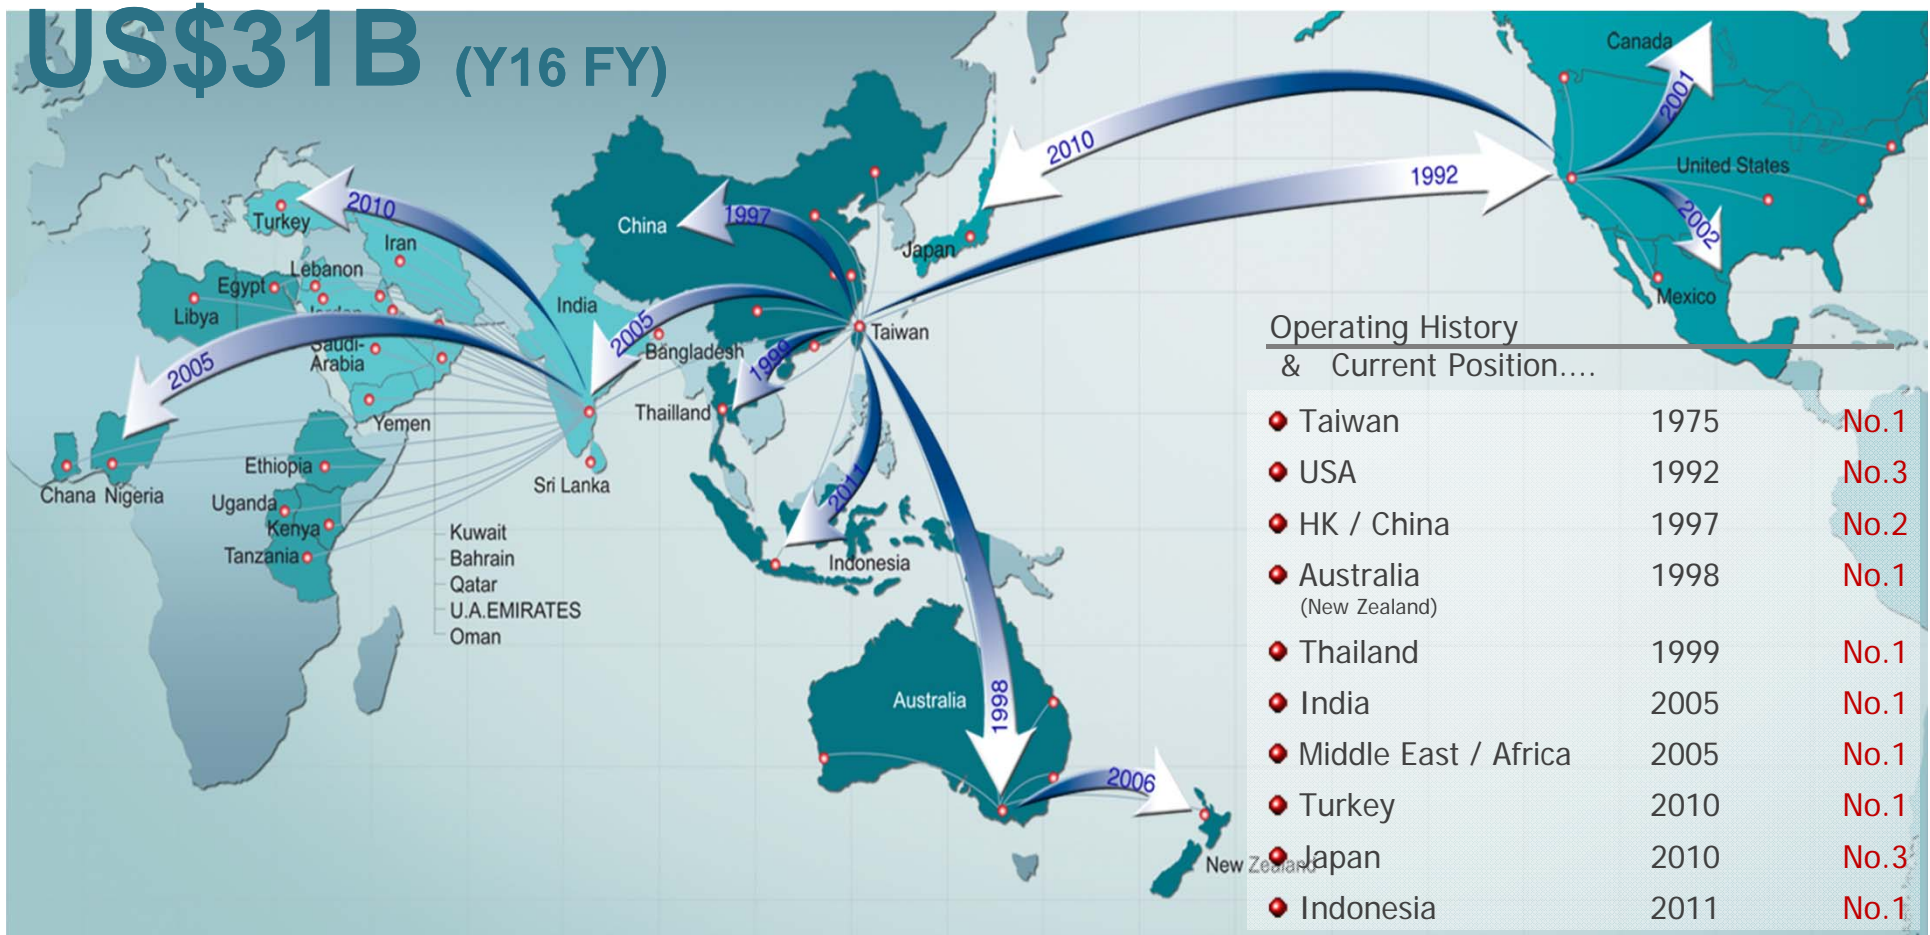 US$31B (Y16 FY)
Canada
2001
2010
1992
United States
2002
Mexico
Turkey
2010
Iran
Lebanon
Egypt
Libya
Saudi-
Arabia
Yemen
2005
China
1997
Japan
India
2005
Bangladesh
Taiwan
1999
Thailland
Chana Nigeria
Ethiopia
Uganda
Kenya
Tanzania
Sri Lanka
Kuwait
Bahrain
Qatar
U.A.EMIRATES
Oman
2011
Indonesia
Australia
1998
2006
New Zealand
Operating History
& Current Position....
Taiwan 1975 No.1
USA 1992 No.3
HK / China 1997 No.2
Australia 1998 No.1
(New Zealand)
Thailand 1999 No.1
India 2005 No.1
Middle East / Africa 2005 No.1
Turkey 2010 No.1
Japan 2010 No.3
Indonesia 2011 No.1